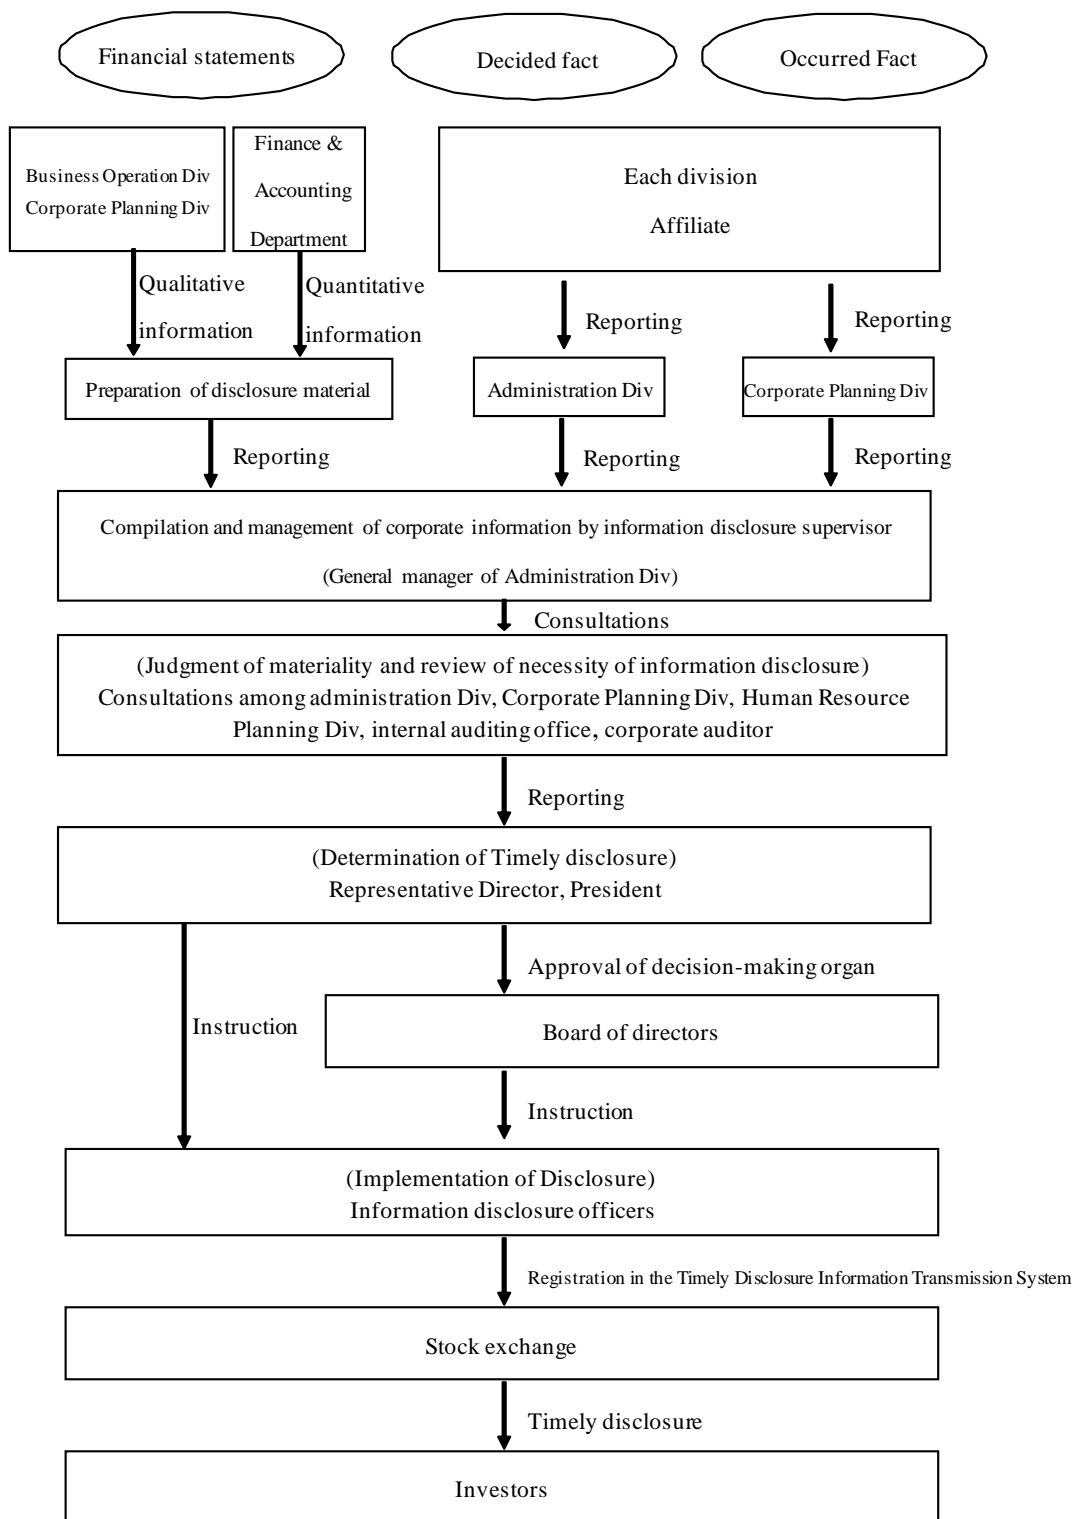 Financial statements
Decided fact
Occurred Fact
Business Operation Div
Corporate Planning Div
Finance &
Accounting
Department
Each division
Affiliate
Qualitative
information
Quantitative
information
Reporting
Reporting
Preparation of disclosure material
Administration Div
Corporate Planning Div
Reporting
Reporting
Reporting
Compilation and management of corporate information by information disclosure supervisor
(General manager of Administration Div)
Consultations
(Judgment of materiality and review of necessity of information disclosure)
Consultations among administration Div, Corporate Planning Div, Human Resource
Planning Div, internal auditing office, corporate auditor
Reporting
(Determination of Timely disclosure)
Representative Director, President
Approval of decision-making organ
Instruction
Board of directors
Instruction
(Implementation of Disclosure)
Information disclosure officers
Registration in the Timely Disclosure Information Transmission System
Stock exchange
Timely disclosure
Investors